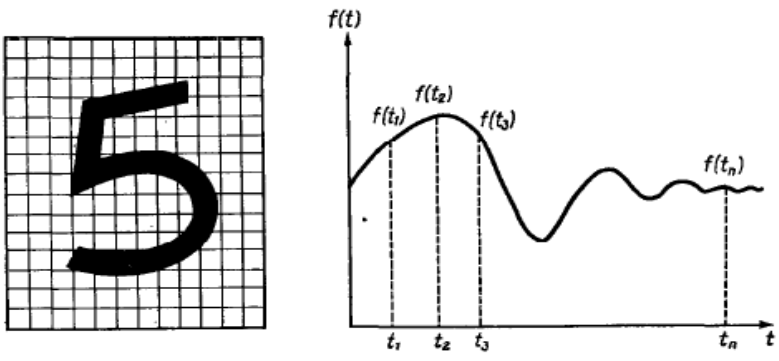 5
f(t)
f(t₁)
f(t₂)
f(t₃)
f(tₙ)
t₁ t₂ t₃ tₙ t